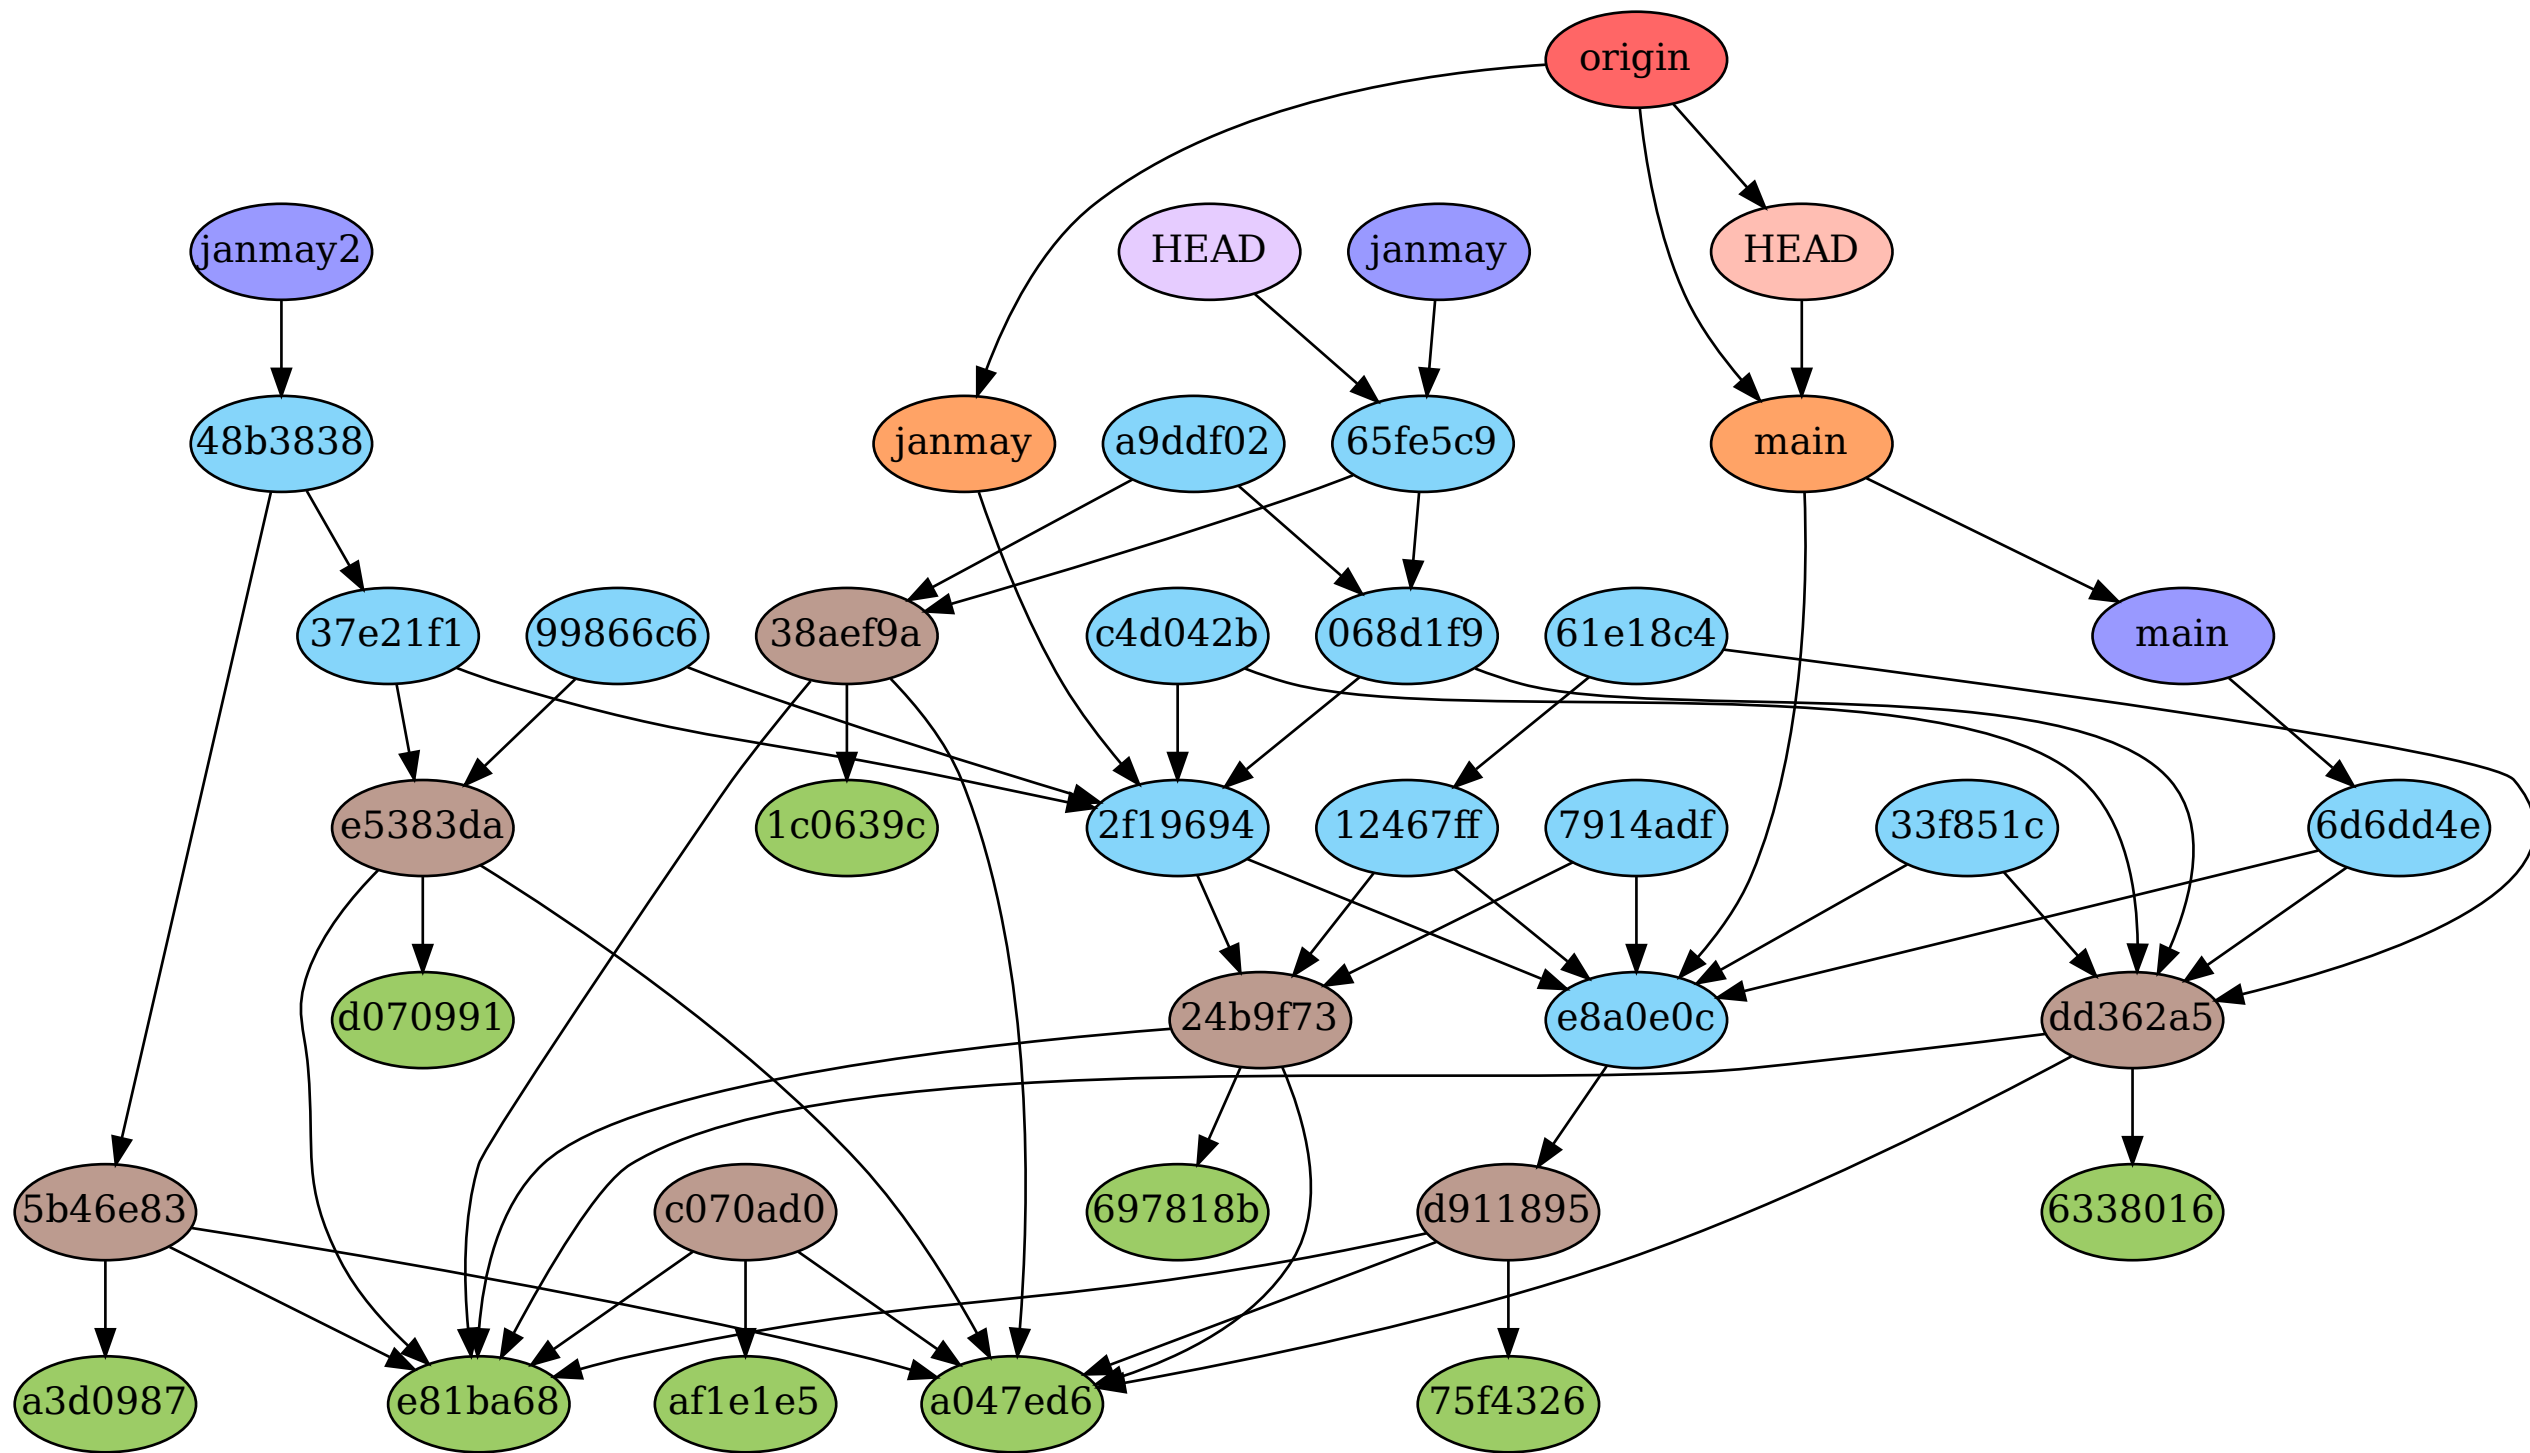 origin
janmay2
HEAD
janmay
HEAD
48b3838
janmay
a9ddf02
65fe5c9
main
37e21f1
99866c6
38aef9a
c4d042b
068d1f9
61e18c4
main
e5383da
1c0639c
2f19694
12467ff
7914adf
33f851c
6d6dd4e
d070991
24b9f73
e8a0e0c
dd362a5
5b46e83
c070ad0
697818b
d911895
6338016
a3d0987
e81ba68
af1e1e5
a047ed6
75f4326